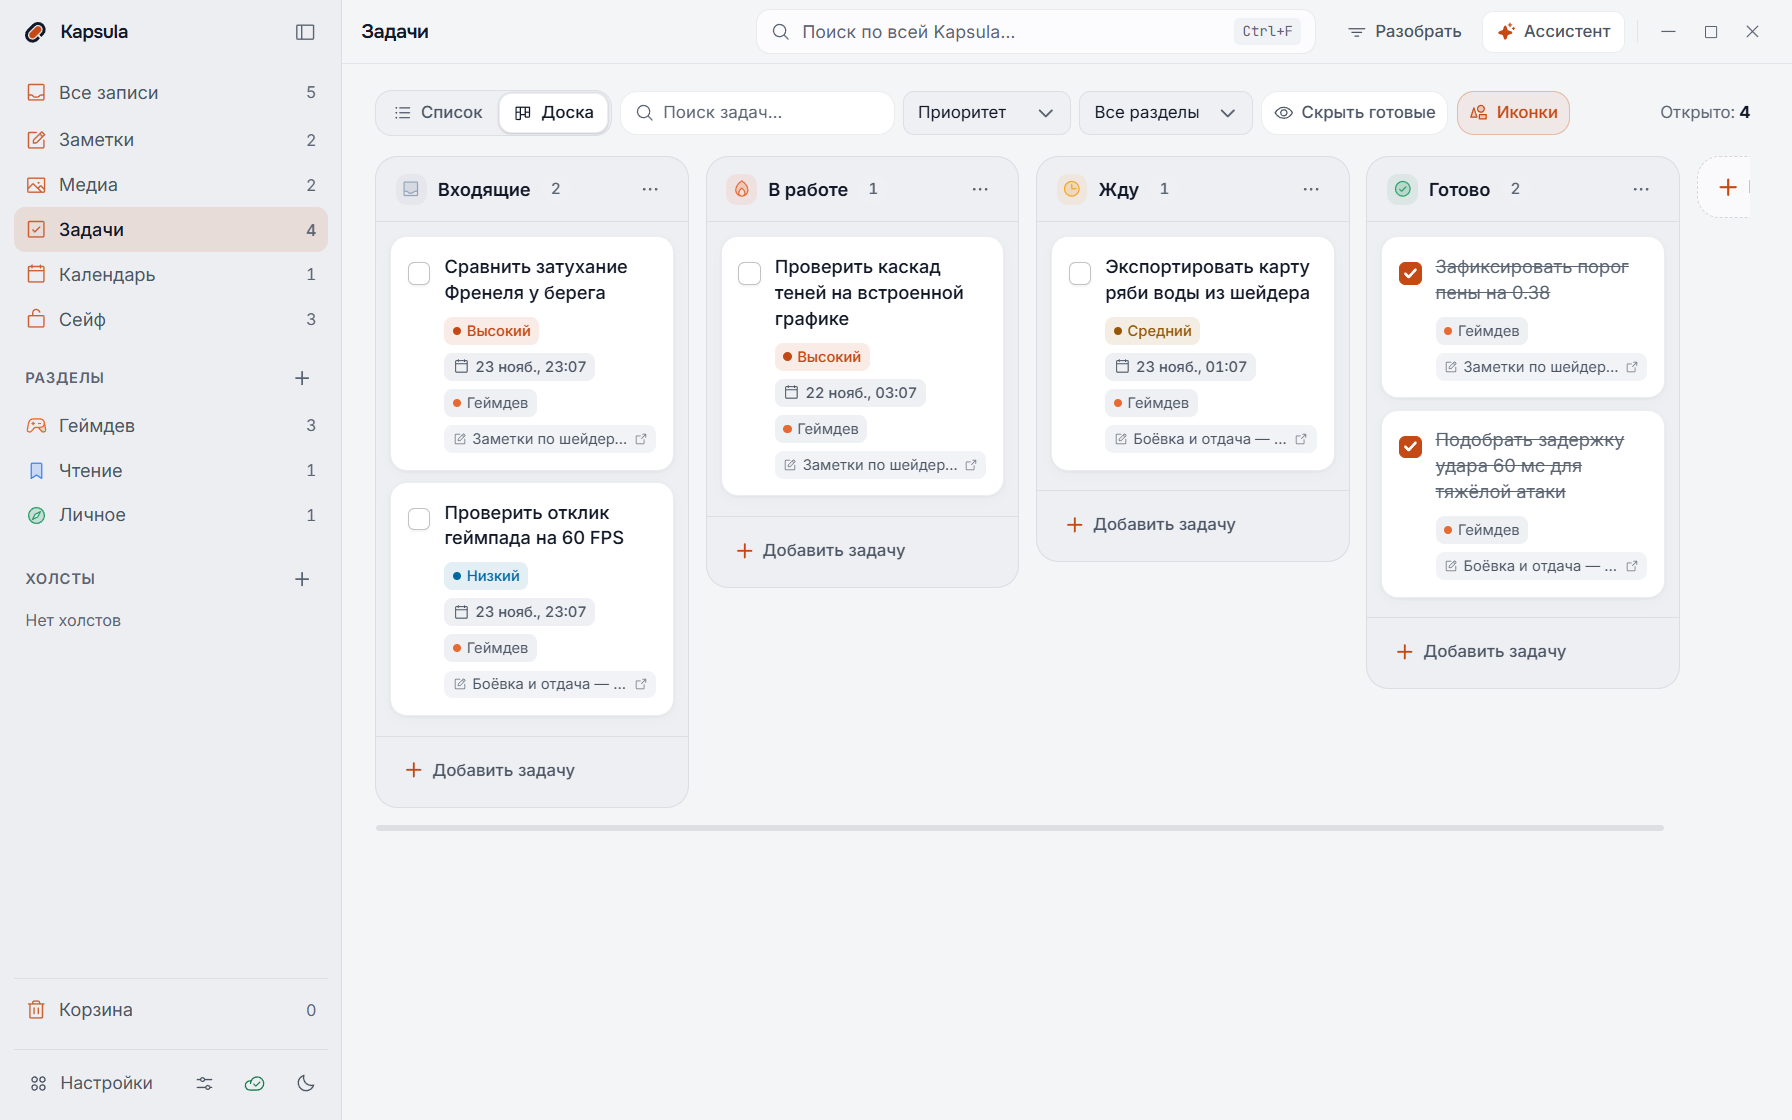 Kapsula
Все записи 5
Заметки 2
Медиа 2
Задачи 4
Календарь 1
Сейф 3
РАЗДЕЛЫ
Геймдев 3
Чтение 1
Личное 1
ХОЛСТЫ
Нет холстов
Корзина 0
Настройки
Задачи
Поиск по всей Kapsula... Ctrl+F
Разобрать
Ассистент
Список
Доска
Поиск задач...
Приоритет
Все разделы
Скрыть готовые
Иконки
Открыто: 4
Входящие 2
Сравнить затухание
Френеля у берега
Высокий
23 нояб., 23:07
Геймдев
Заметки по шейдер...
Проверить отклик
геймпада на 60 FPS
Низкий
23 нояб., 23:07
Геймдев
Боёвка и отдача — ...
Добавить задачу
В работе 1
Проверить каскад
теней на встроенной
графике
Высокий
22 нояб., 03:07
Геймдев
Заметки по шейдер...
Добавить задачу
Жду 1
Экспортировать карту
ряби воды из шейдера
Средний
23 нояб., 01:07
Геймдев
Боёвка и отдача — ...
Добавить задачу
Готово 2
Зафиксировать порог
пены на 0.38
Геймдев
Заметки по шейдер...
Подобрать задержку
удара 60 мс для
тяжёлой атаки
Геймдев
Боёвка и отдача — ...
Добавить задачу